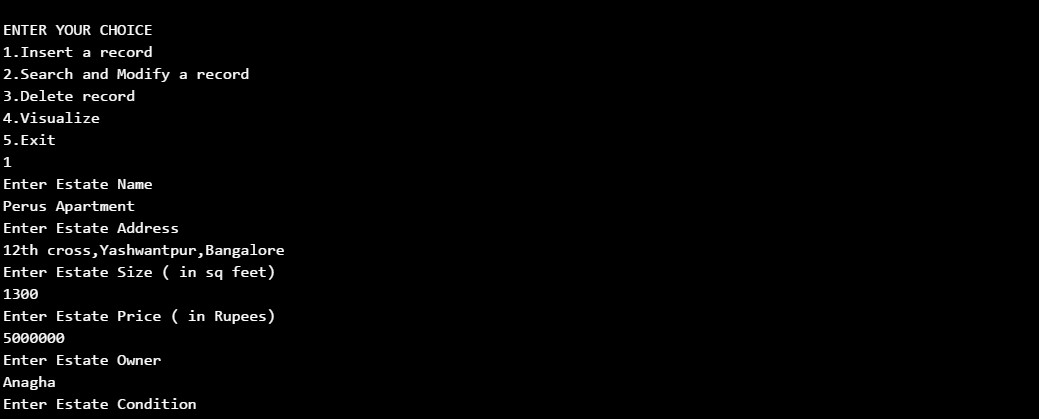 ENTER YOUR CHOICE
1.Insert a record
2.Search and Modify a record
3.Delete record
4.Visualize
5.Exit
1
Enter Estate Name
Perus Apartment
Enter Estate Address
12th cross,Yashwantpur,Bangalore
Enter Estate Size ( in sq feet)
1300
Enter Estate Price ( in Rupees)
5000000
Enter Estate Owner
Anagha
Enter Estate Condition